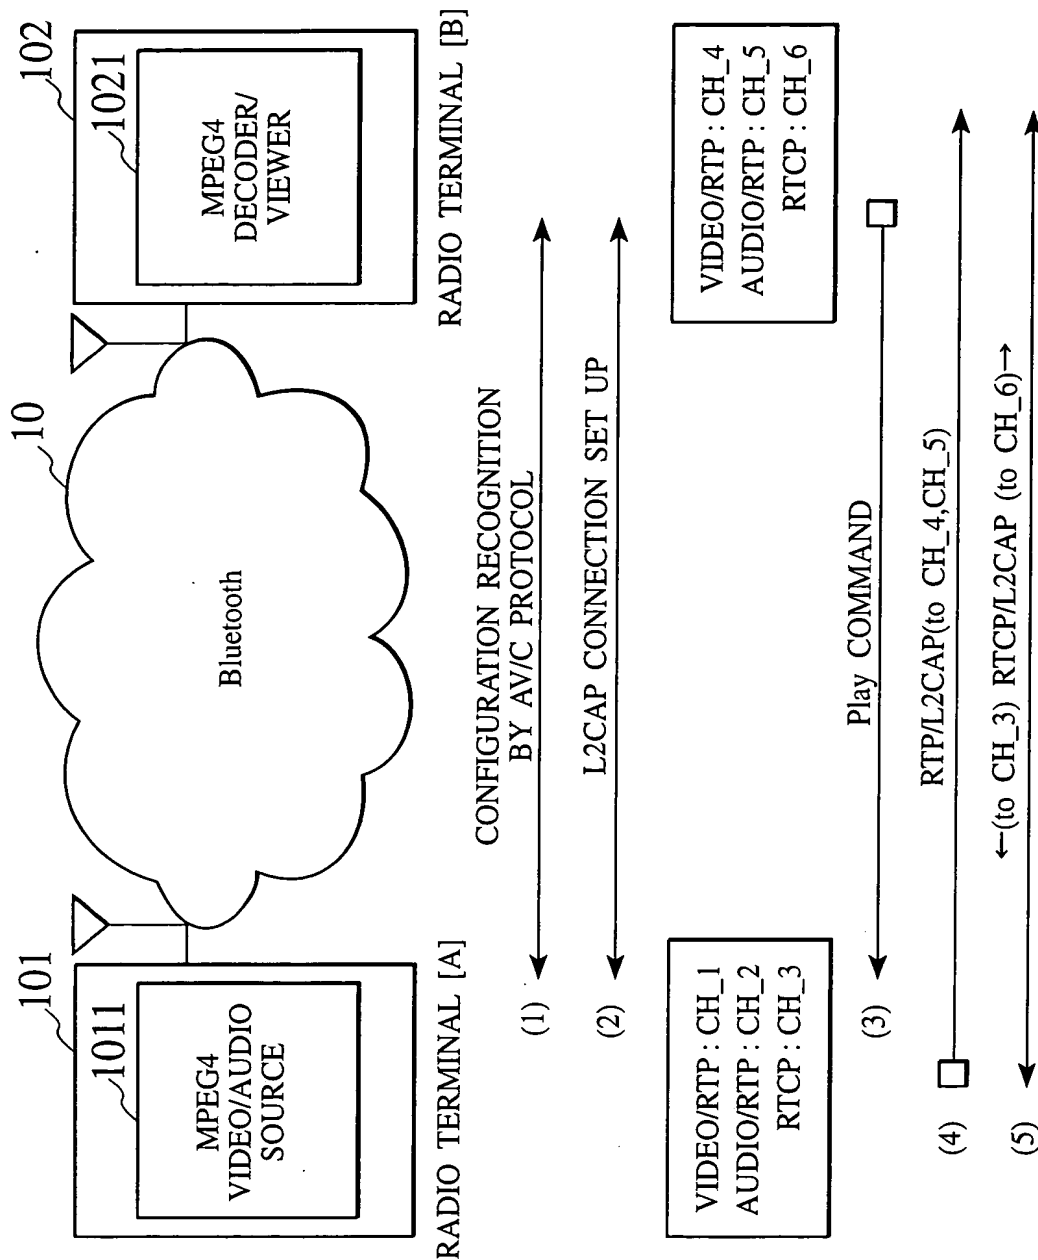 101
1011
MPEG4
VIDEO/AUDIO
SOURCE
RADIO TERMINAL [A]
10
Bluetooth
102
1021
MPEG4
DECODER/
VIEWER
RADIO TERMINAL [B]
CONFIGURATION RECOGNITION
BY AV/C PROTOCOL
(1)
L2CAP CONNECTION SET UP
(2)
VIDEO/RTP : CH_1
AUDIO/RTP : CH_2
RTCP : CH_3
VIDEO/RTP : CH_4
AUDIO/RTP : CH_5
RTCP : CH_6
Play COMMAND
(3)
RTP/L2CAP(to CH_4,CH_5)
(4)
←(to CH_3) RTCP/L2CAP (to CH_6)→
(5)